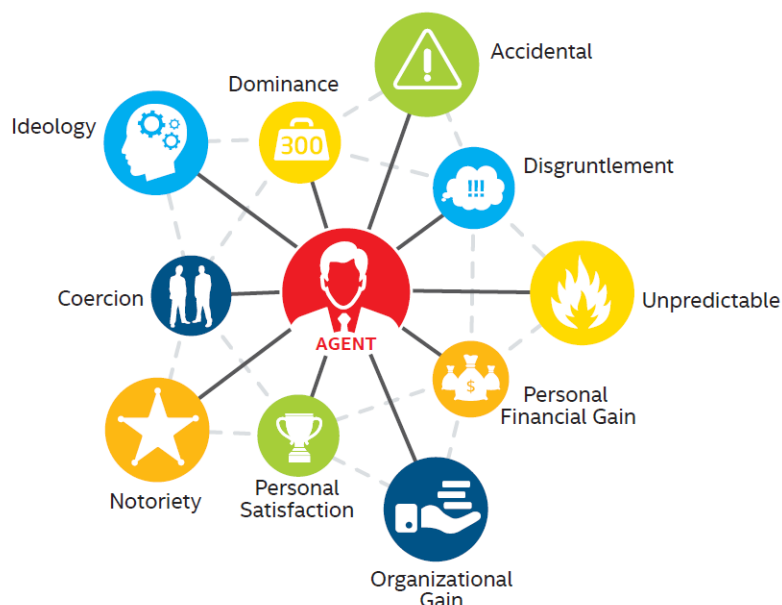 Accidental
Dominance
Ideology
300
Disgruntlement
!!!
Coercion
Unpredictable
AGENT
$
Personal
Financial Gain
Notoriety
Personal
Satisfaction
Organizational
Gain